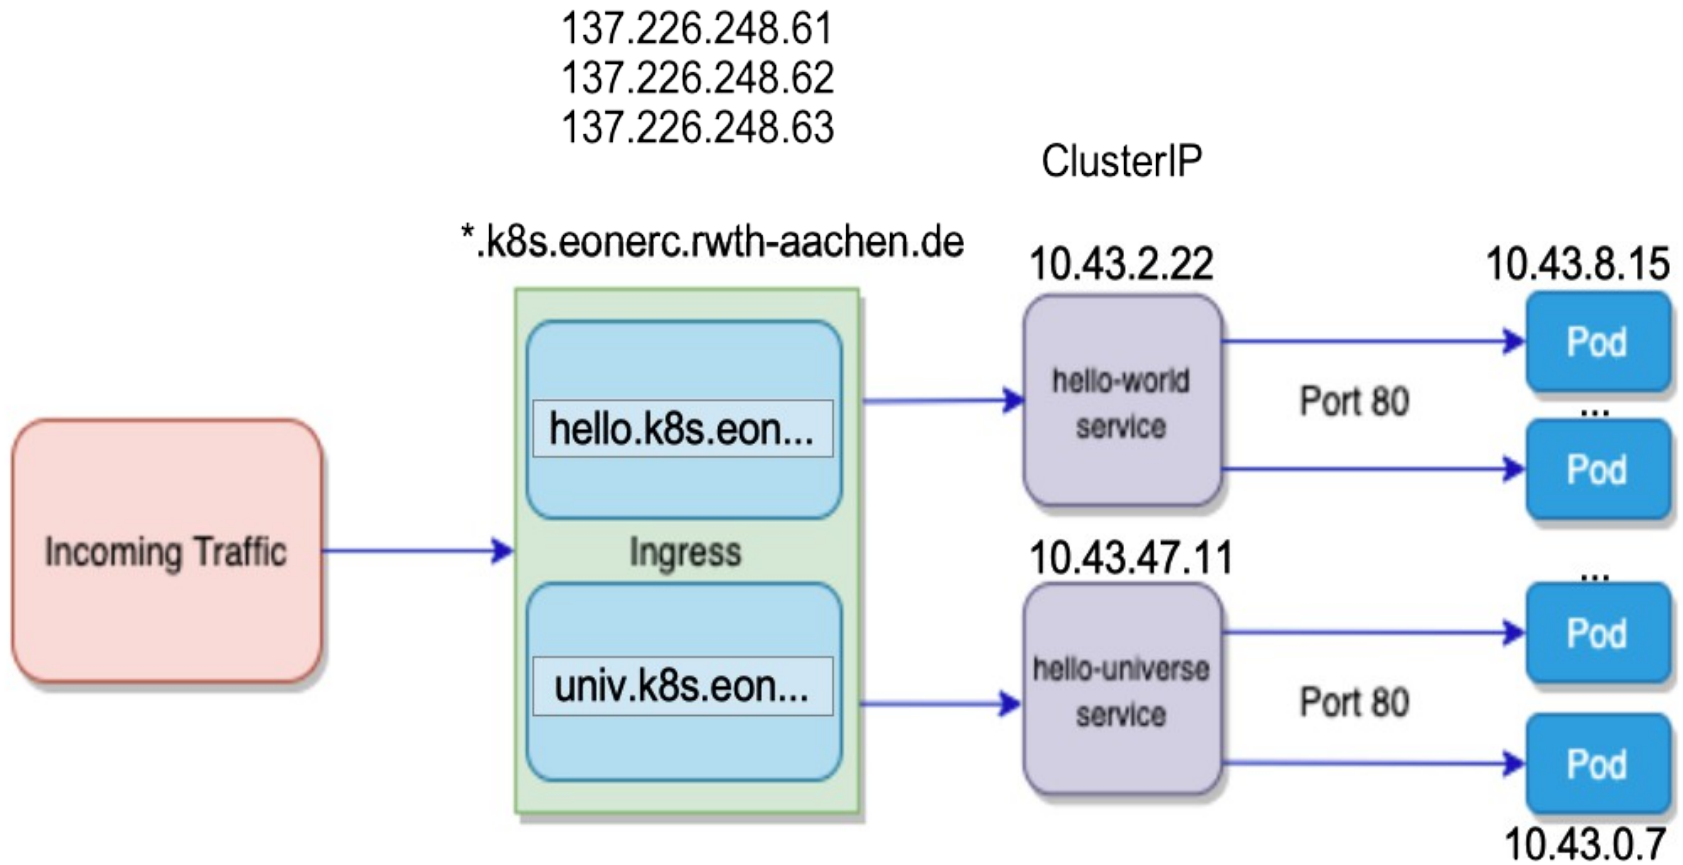 137.226.248.61
137.226.248.62
137.226.248.63
ClusterIP
*.k8s.eonerc.rwth-aachen.de
10.43.2.22
10.43.8.15
Pod
hello-world
service
Port 80
...
hello.k8s.eon...
Pod
Incoming Traffic
Ingress
10.43.47.11
...
Pod
hello-universe
service
univ.k8s.eon...
Port 80
Pod
10.43.0.7